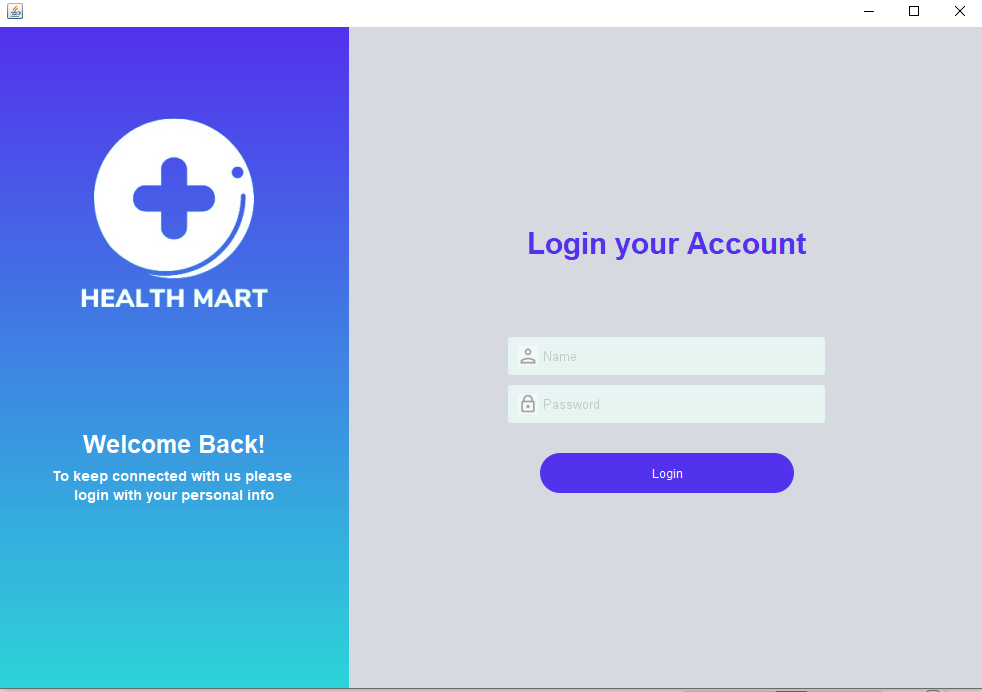 HEALTH MART
Welcome Back!
To keep connected with us please
login with your personal info
Login your Account
Name
Password
Login